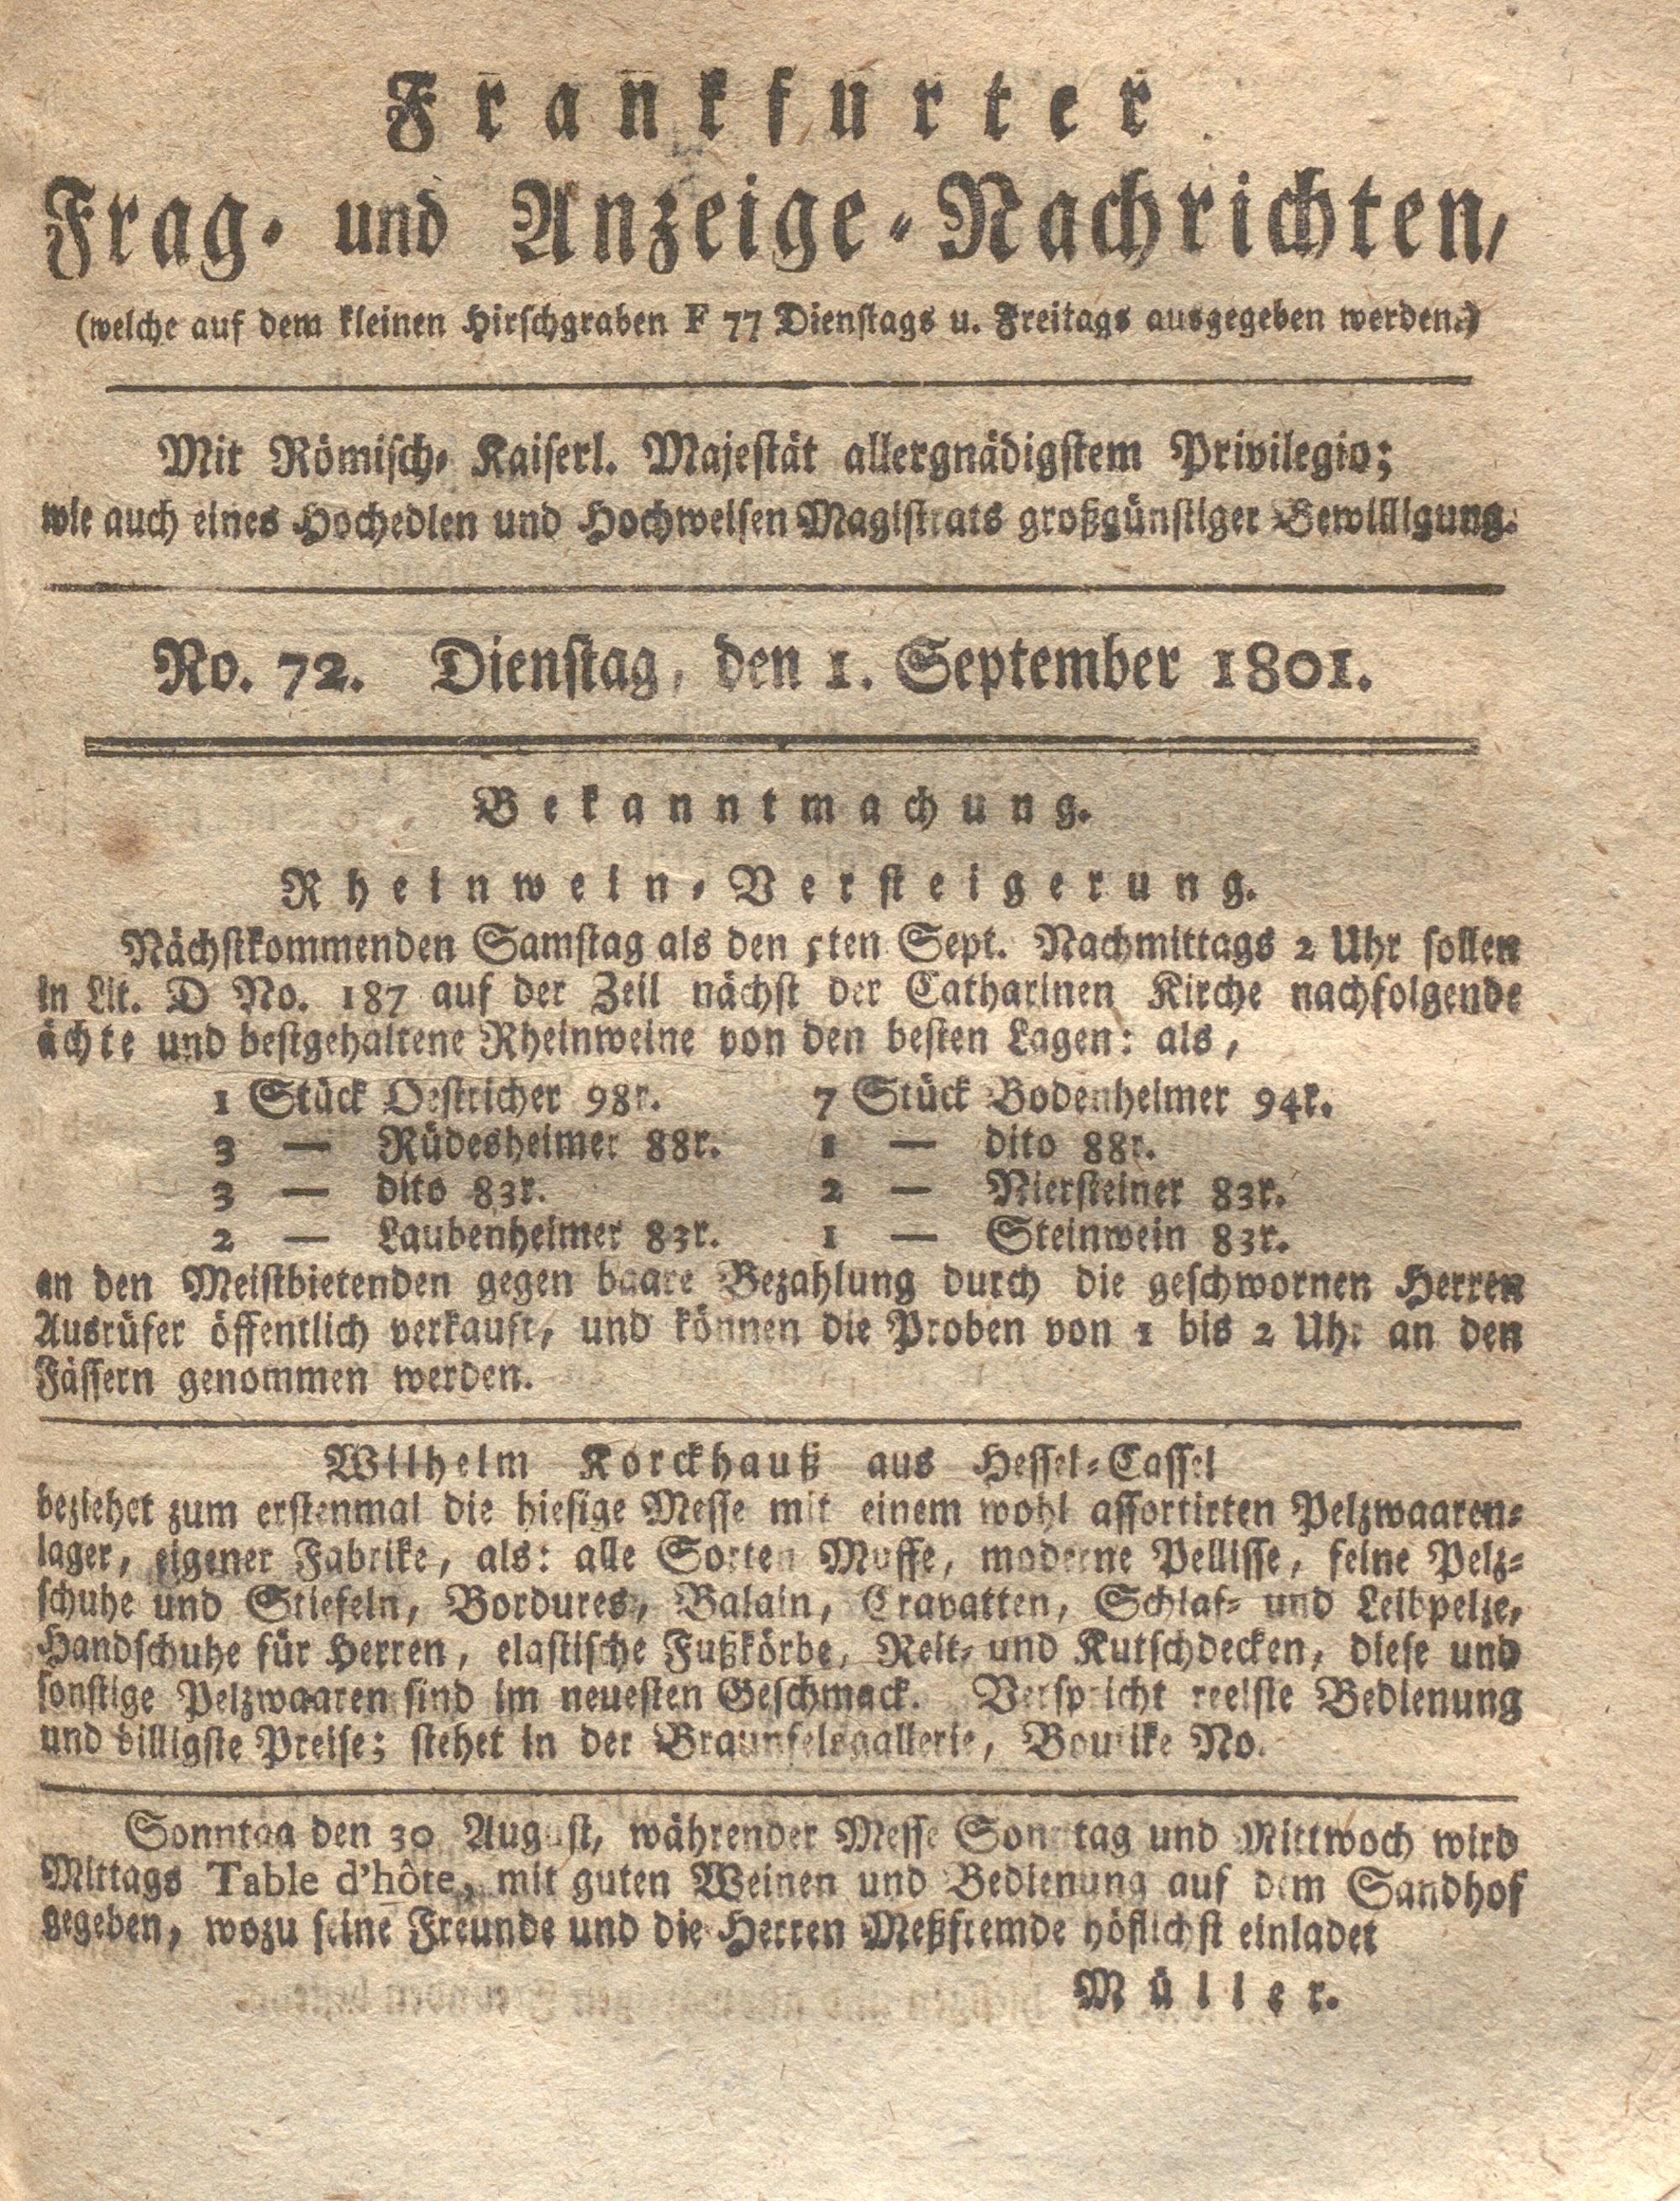 Frankfurter
Frag- und Anzeige-Nachrichten,
(welche auf dem kleinen Hirschgraben F 77 Dienstags u. Freitags ausgegeben werden.)
Mit Römisch- Kaiserl. Majestät allergnädigstem Privilegio;
wie auch eines Hochedlen und Hochweisen Magistrats großgünstiger Bewilligung.
No. 72. Dienstag, den 1. September 1801.
Bekanntmachung.
Rheinwein-Versteigerung.
Nächstkommenden Samstag als den 5ten Sept. Nachmittags 2 Uhr sollen
in Lit. D No. 187 auf der Zeil nächst der Catharinen Kirche nachfolgende
ächte und bestgehaltene Rheinweine von den besten Lagen: als,
1 Stück Oestricher 98r. 7 Stück Bodenheimer 94r.
3 — Rüdesheimer 88r. 1 — dito 88r.
3 — dito 83r. 2 — Niersteiner 83r.
2 — Laubenheimer 83r. 1 — Steinwein 83r.
an den Meistbietenden gegen baare Bezahlung durch die geschwornen Herren
Ausrüfer öffentlich verkauft, und können die Proben von 1 bis 2 Uhr an den
Fässern genommen werden.
Wilhelm Korckhauß aus Hessel-Cassel
beziehet zum erstenmal die hiesige Messe mit einem wohl assortirten Pelzwaaren-
lager, eigener Fabrike, als: alle Sorten Muffe, moderne Pellisse, feine Pelz-
schuhe und Stiefeln, Bordures, Balain, Cravatten, Schlaf- und Leibpelze,
Handschuhe für Herren, elastische Fußkörbe, Reit- und Kutschdecken, diese und
sonstige Pelzwaaren sind im neuesten Geschmack. Verspricht reelste Bedienung
und billigste Preise; stehet in der Braunfelsgallerie, Boutike No.
Sonntag den 30 August, während​er Messe Sonntag und Mittwoch wird
Mittags Table d'hôte, mit guten Weinen und Bedienung auf dem Sandhof
gegeben, wozu seine Freunde und die Herren Meßfremde höflichst einladet
Müller.